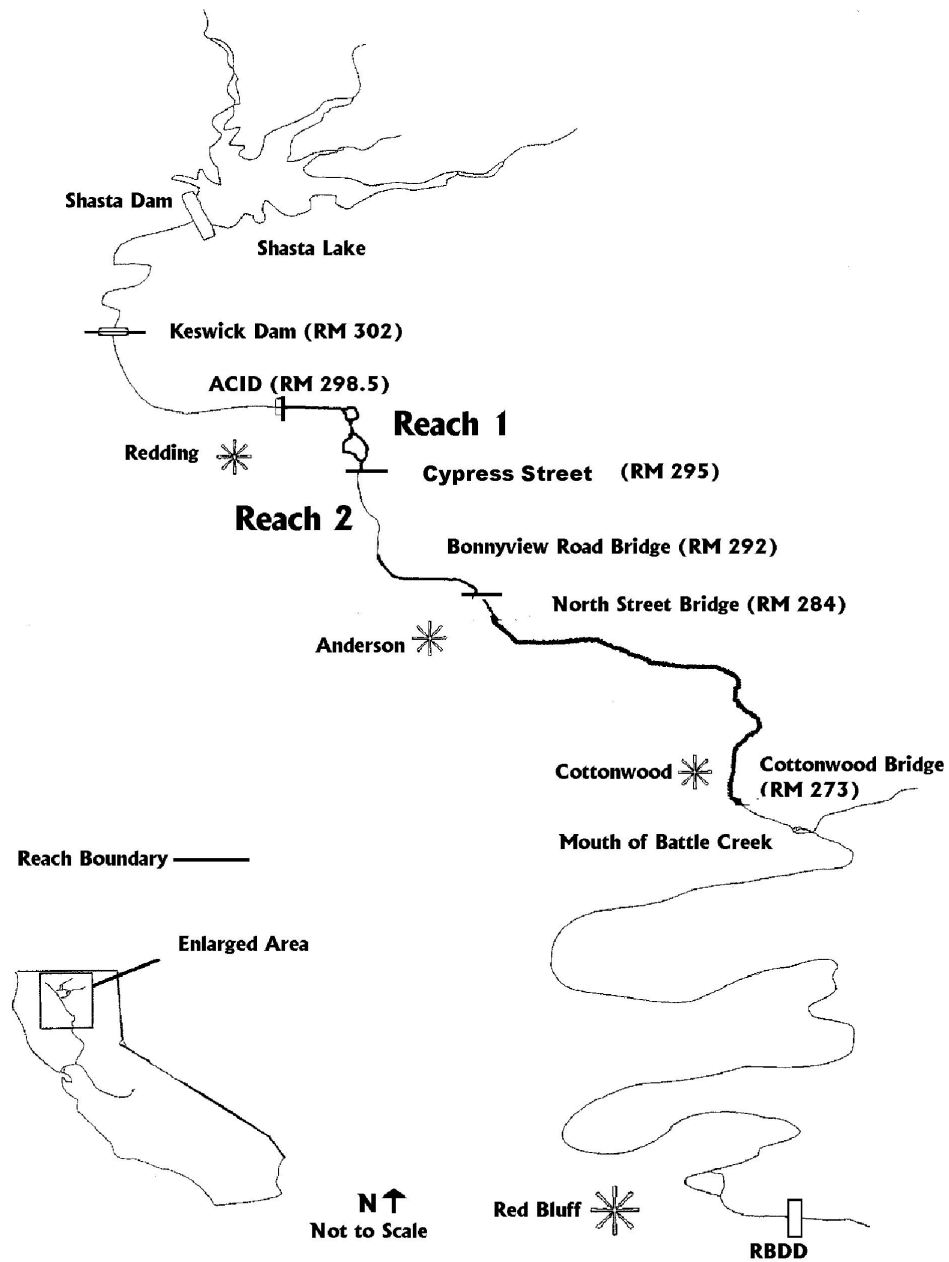 Shasta Dam
Shasta Lake
Keswick Dam (RM 302)
ACID (RM 298.5)
Reach 1
Redding
Cypress Street (RM 295)
Reach 2
Bonnyview Road Bridge (RM 292)
North Street Bridge (RM 284)
Anderson
Cottonwood
Cottonwood Bridge
(RM 273)
Mouth of Battle Creek
Reach Boundary
Enlarged Area
N
Not to Scale
Red Bluff
RBDD